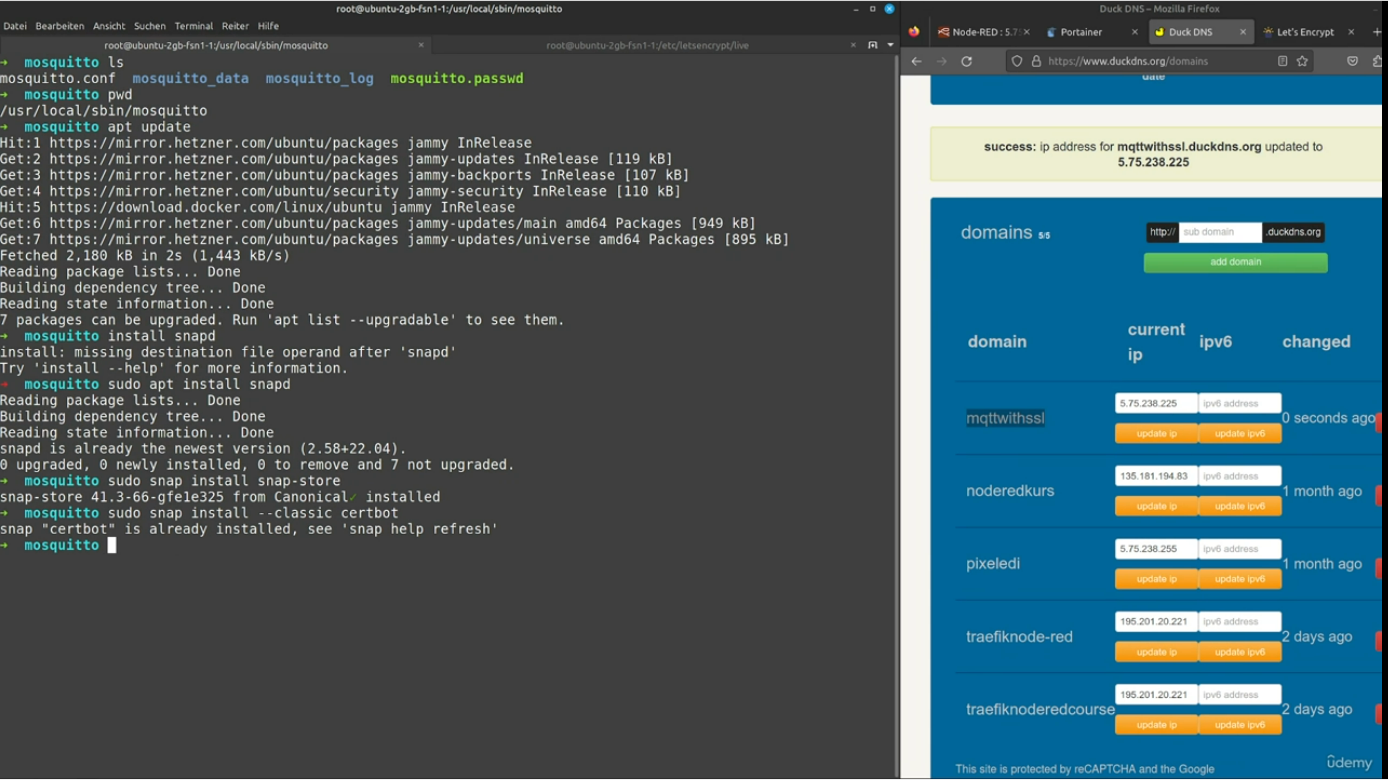 root@ubuntu-2gb-fsn1-1:/usr/local/sbin/mosquitto
Datei Bearbeiten Ansicht Suchen Terminal Reiter Hilfe
root@ubuntu-2gb-fsn1-1:/usr/local/sbin/mosquitto ×
root@ubuntu-2gb-fsn1-1:/etc/letsencrypt/live ×
→ mosquitto ls
mosquitto.conf mosquitto_data mosquitto_log mosquitto.passwd
→ mosquitto pwd
/usr/local/sbin/mosquitto
→ mosquitto apt update
Hit:1 https://mirror.hetzner.com/ubuntu/packages jammy InRelease
Get:2 https://mirror.hetzner.com/ubuntu/packages jammy-updates InRelease [119 kB]
Get:3 https://mirror.hetzner.com/ubuntu/packages jammy-backports InRelease [107 kB]
Get:4 https://mirror.hetzner.com/ubuntu/security jammy-security InRelease [110 kB]
Hit:5 https://download.docker.com/linux/ubuntu jammy InRelease
Get:6 https://mirror.hetzner.com/ubuntu/packages jammy-updates/main amd64 Packages [949 kB]
Get:7 https://mirror.hetzner.com/ubuntu/packages jammy-updates/universe amd64 Packages [895 kB]
Fetched 2,180 kB in 2s (1,443 kB/s)
Reading package lists... Done
Building dependency tree... Done
Reading state information... Done
7 packages can be upgraded. Run 'apt list --upgradable' to see them.
→ mosquitto install snapd
install: missing destination file operand after 'snapd'
Try 'install --help' for more information.
→ mosquitto sudo apt install snapd
Reading package lists... Done
Building dependency tree... Done
Reading state information... Done
snapd is already the newest version (2.58+22.04).
0 upgraded, 0 newly installed, 0 to remove and 7 not upgraded.
→ mosquitto sudo snap install snap-store
snap-store 41.3-66-gfe1e325 from Canonical✓ installed
→ mosquitto sudo snap install --classic certbot
snap "certbot" is already installed, see 'snap help refresh'
→ mosquitto
Duck DNS – Mozilla Firefox
Node-RED : 5.7 ×
Portainer ×
Duck DNS ×
Let's Encrypt ×
https://www.duckdns.org/domains
date
success: ip address for mqttwithssl.duckdns.org updated to
5.75.238.225
domains 5/5
http:// sub domain .duckdns.org
add domain
domain current ip ipv6 changed
mqttwithssl 5.75.238.225 ipv6 address 0 seconds ago
update ip update ipv6
noderedkurs 135.181.194.83 ipv6 address 1 month ago
update ip update ipv6
pixeledi 5.75.238.255 ipv6 address 1 month ago
update ip update ipv6
traefiknode-red 195.201.20.221 ipv6 address 2 days ago
update ip update ipv6
traefiknoderedcourse 195.201.20.221 ipv6 address 2 days ago
update ip update ipv6
This site is protected by reCAPTCHA and the Google
ûdemy